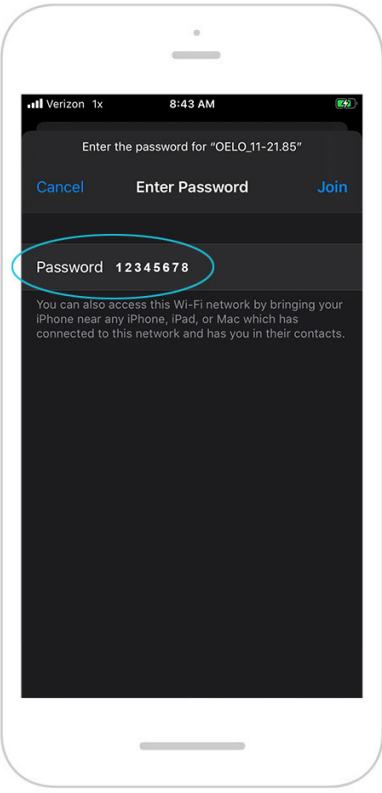 Verizon 1x 8:43 AM
Enter the password for “OELO_11-21.85”
Cancel Enter Password Join
Password 12345678
You can also access this Wi-Fi network by bringing your
iPhone near any iPhone, iPad, or Mac which has
connected to this network and has you in their contacts.